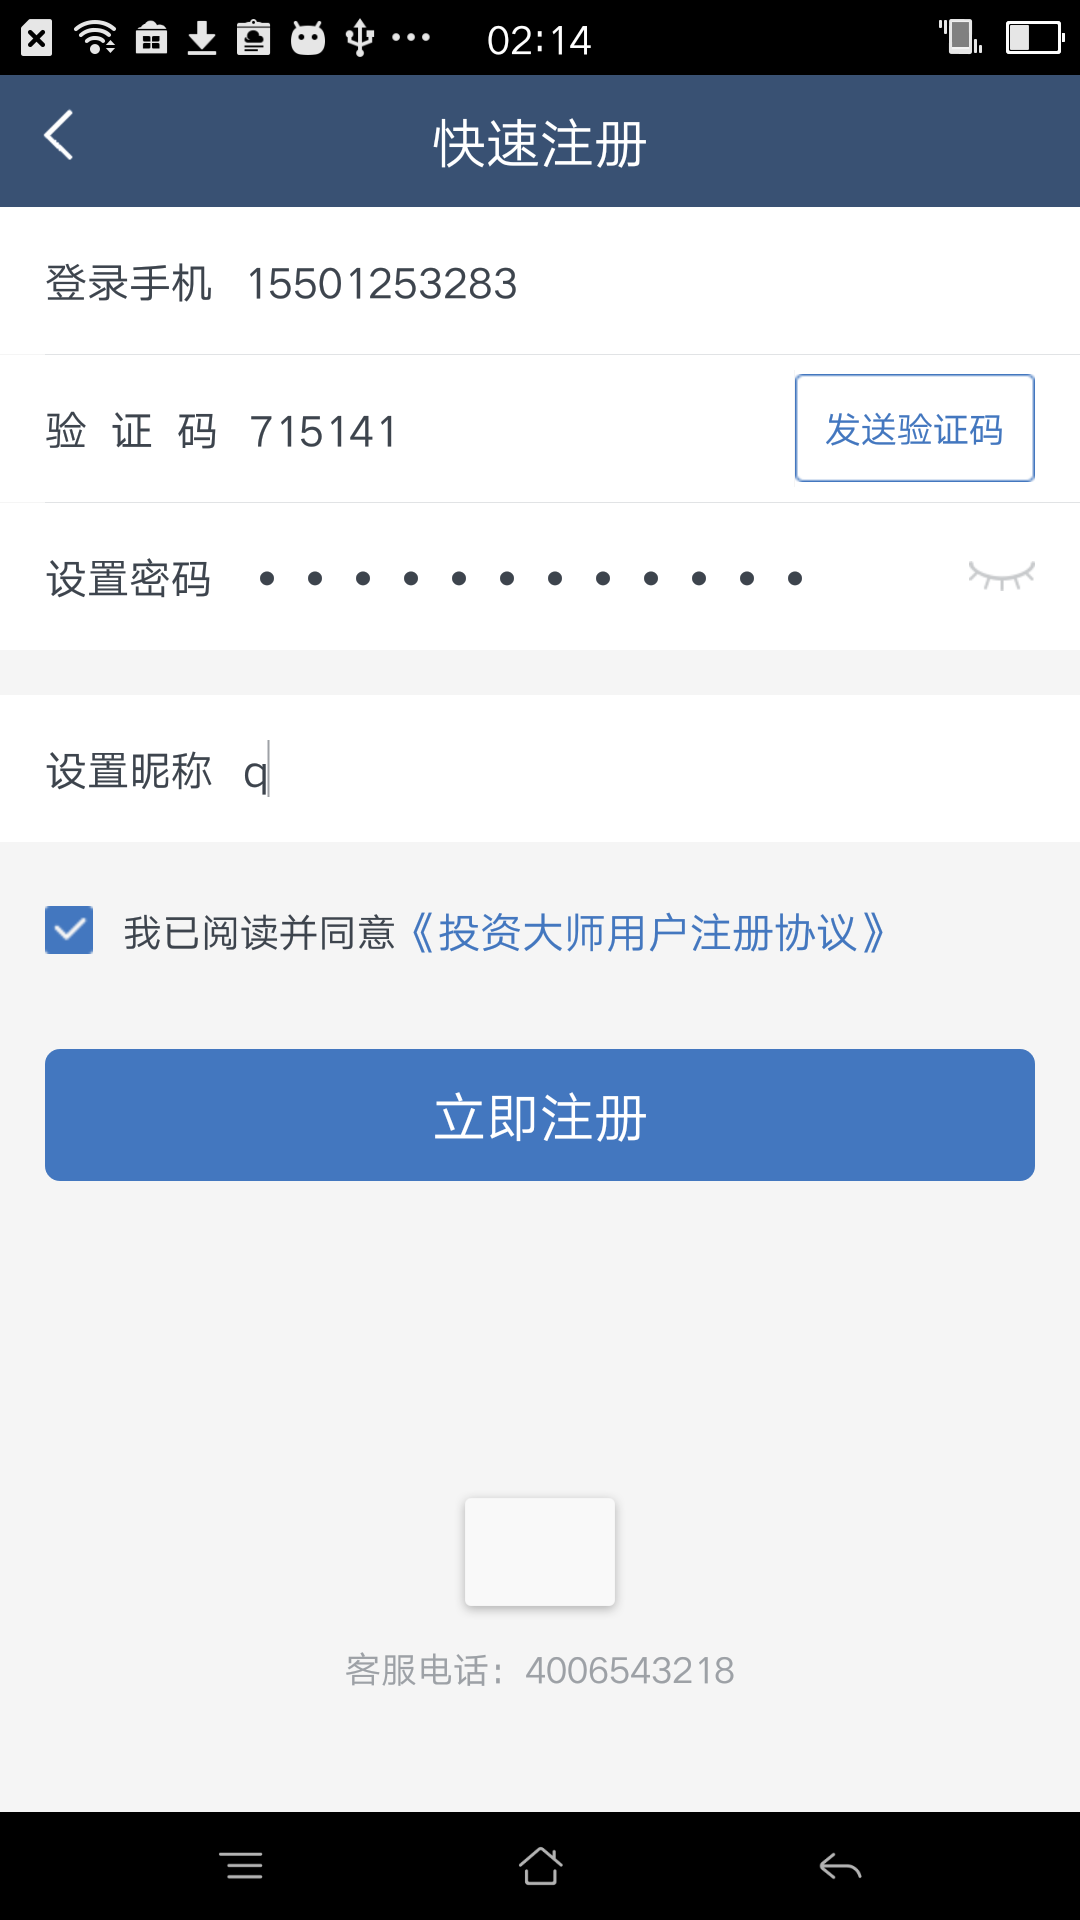 02:14
快速注册
登录手机 15501253283
验证码 715141 发送验证码
设置密码 ••••••••••••
设置昵称 q
我已阅读并同意《投资大师用户注册协议》
立即注册
客服电话：4006543218